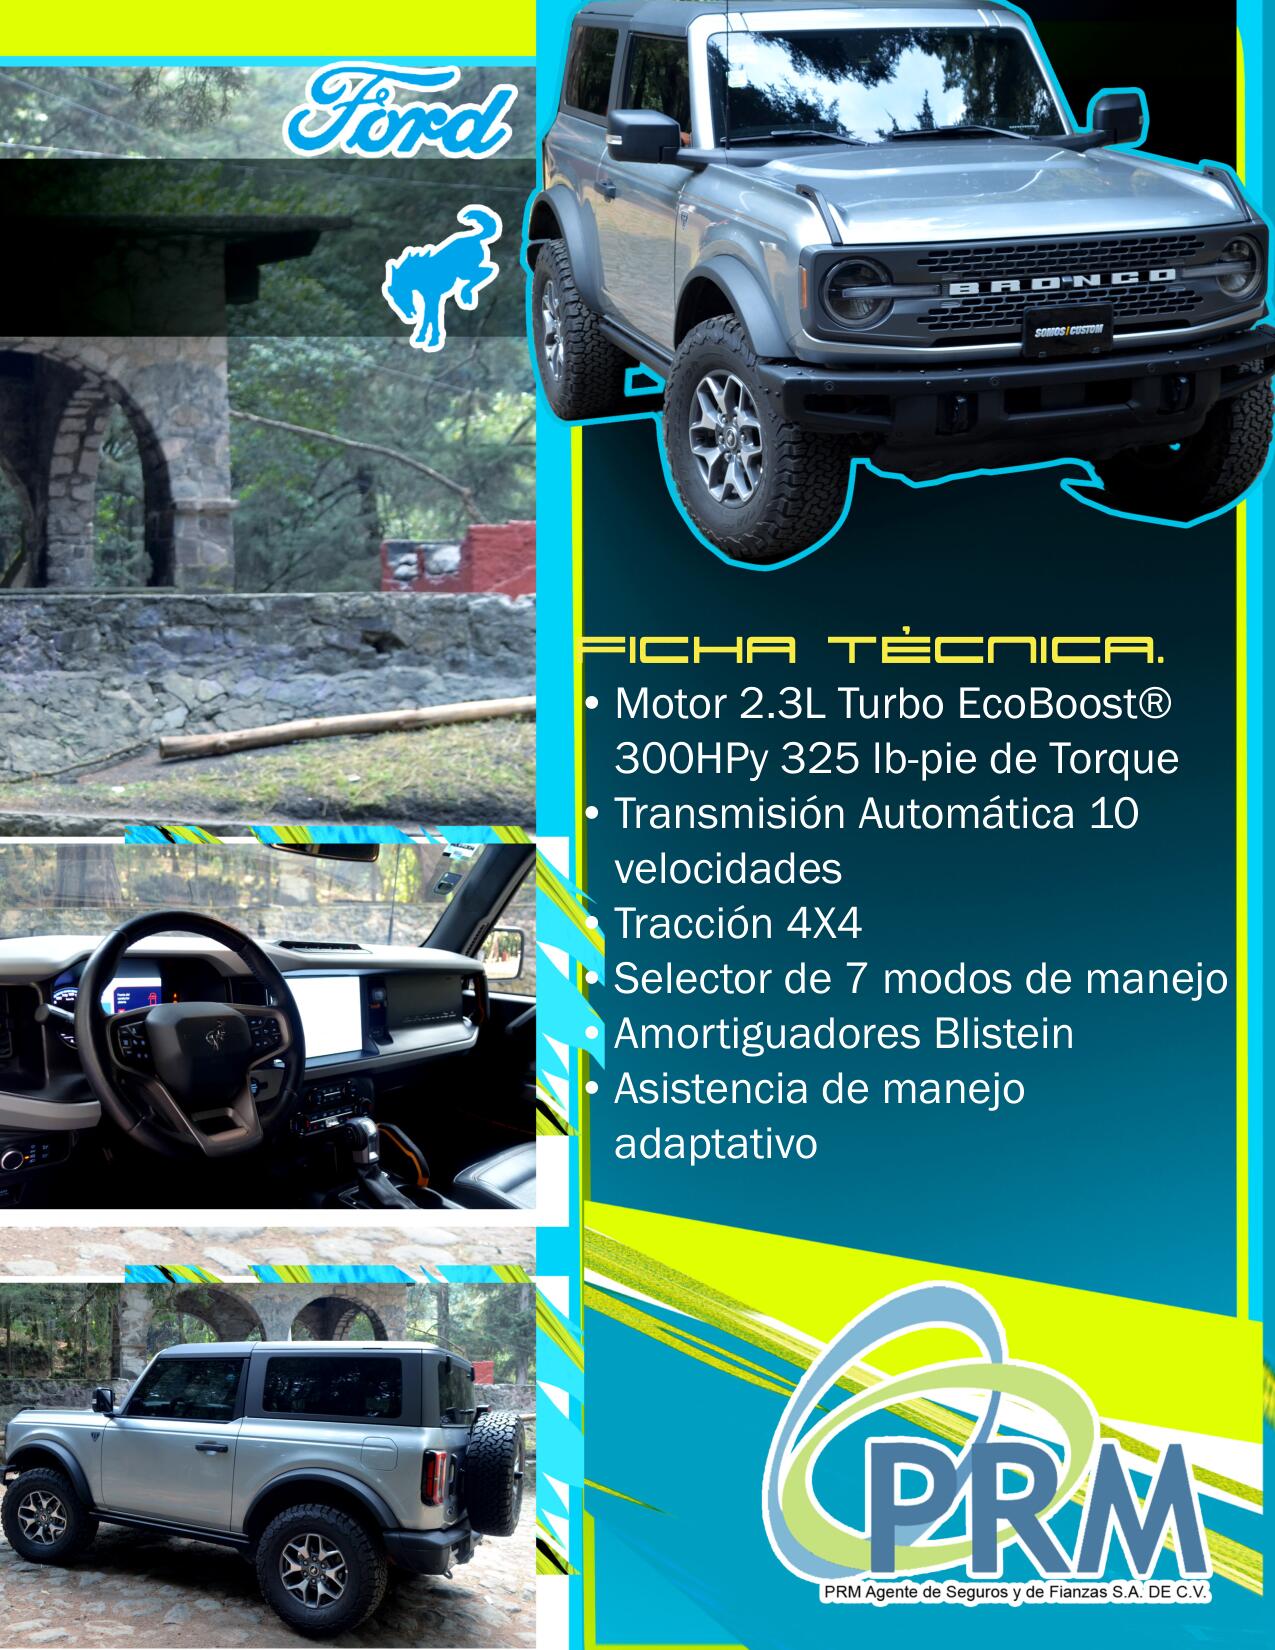 Ford
BRONCO
SOMOS/CUSTOM
FICHA TÉCNICA.
• Motor 2.3L Turbo EcoBoost®
300HPy 325 lb-pie de Torque
• Transmisión Automática 10
velocidades
• Tracción 4X4
• Selector de 7 modos de manejo
• Amortiguadores Blistein
• Asistencia de manejo
adaptativo
BRONCO
PRM
PRM Agente de Seguros y de Fianzas S.A. DE C.V.